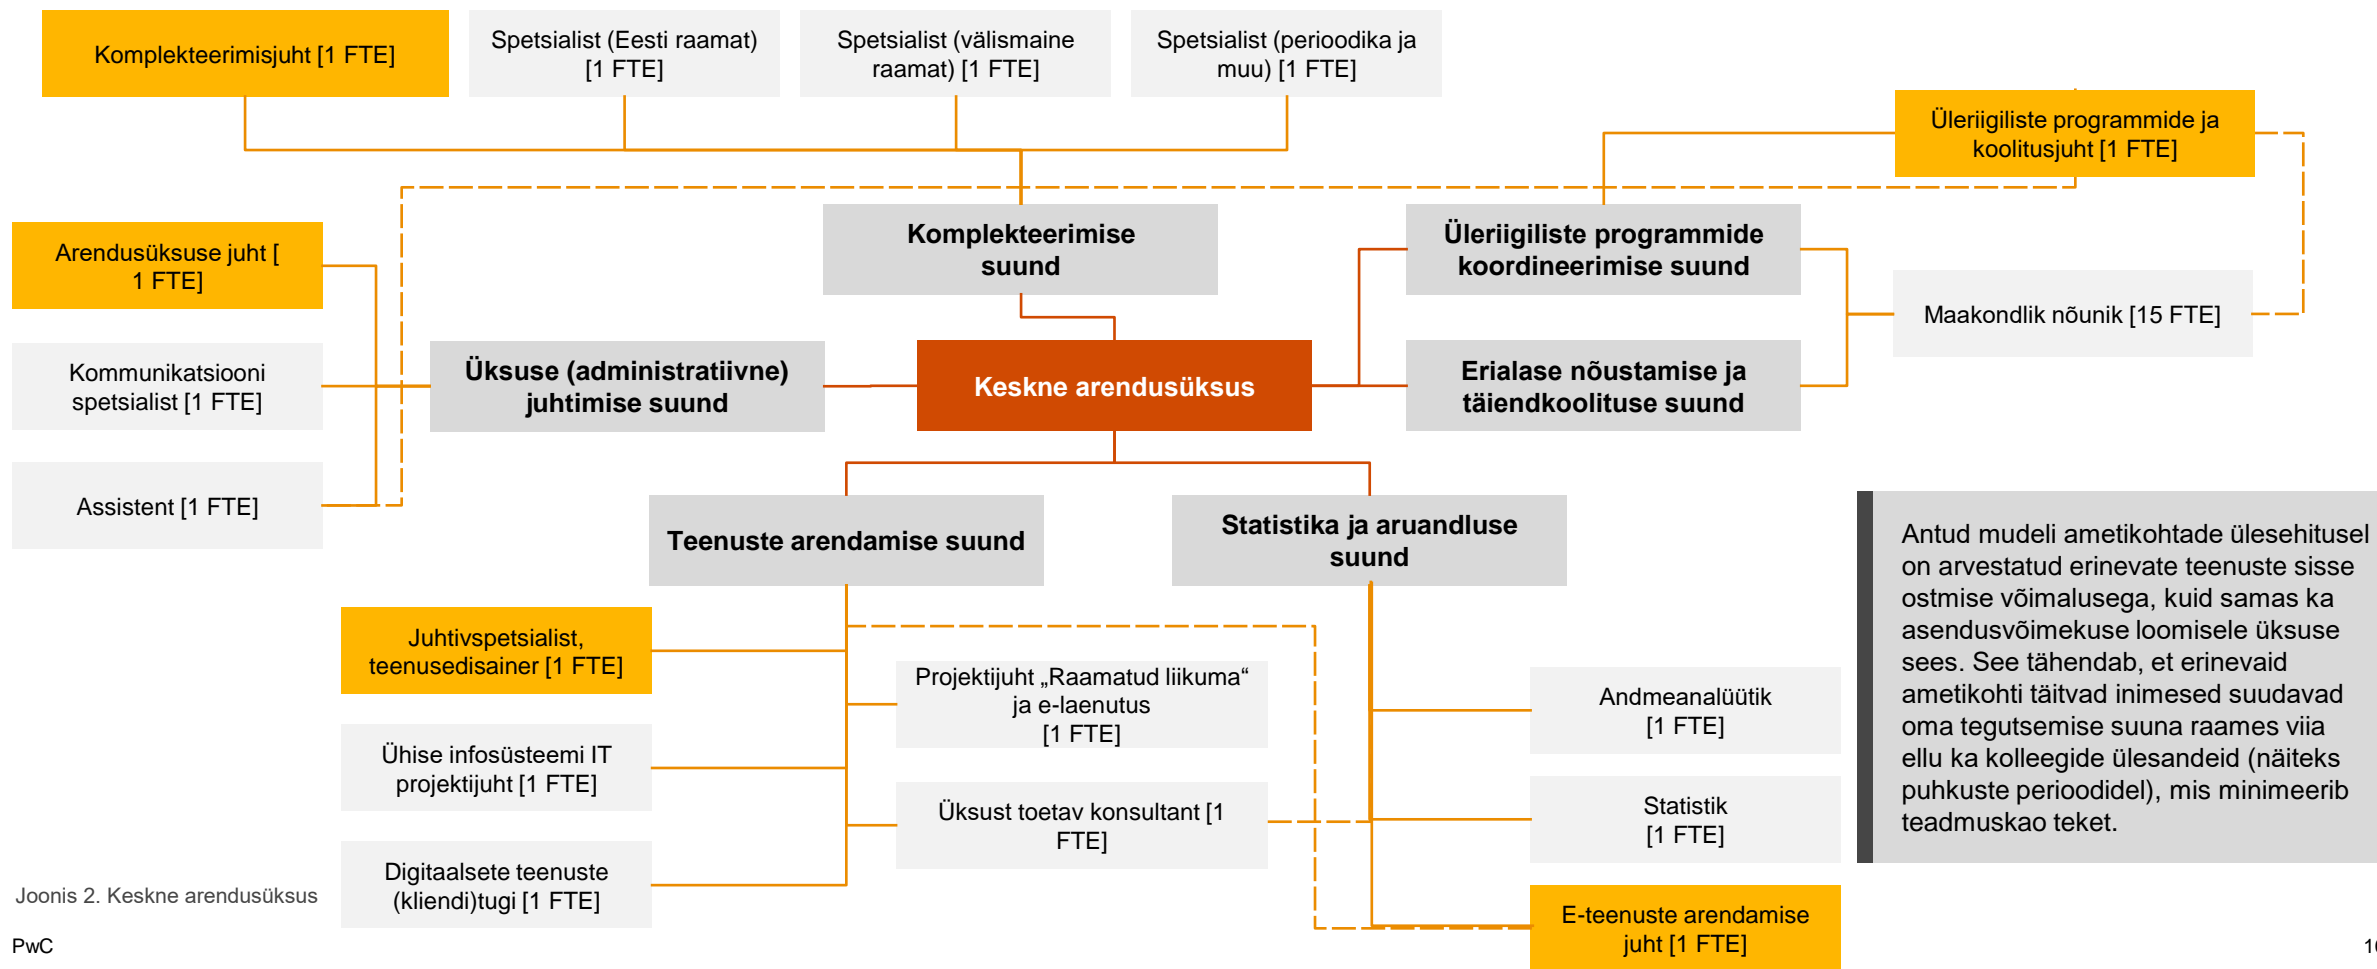 Komplekteerimisjuht [1 FTE]
Spetsialist (Eesti raamat)
[1 FTE]
Spetsialist (välismaine
raamat) [1 FTE]
Spetsialist (perioodika ja
muu) [1 FTE]
Üleriigiliste programmide ja
koolitusjuht [1 FTE]
Arendusüksuse juht [
1 FTE]
Komplekteerimise
suund
Üleriigiliste programmide
koordineerimise suund
Maakondlik nõunik [15 FTE]
Kommunikatsiooni
spetsialist [1 FTE]
Üksuse (administratiivne)
juhtimise suund
Keskne arendusüksus
Erialase nõustamise ja
täiendkoolituse suund
Assistent [1 FTE]
Teenuste arendamise suund
Statistika ja aruandluse
suund
Antud mudeli ametikohtade ülesehitusel
on arvestatud erinevate teenuste sisse
ostmise võimalusega, kuid samas ka
asendusvõimekuse loomisele üksuse
sees. See tähendab, et erinevaid
ametikohti täitvad inimesed suudavad
oma tegutsemise suuna raames viia
ellu ka kolleegide ülesandeid (näiteks
puhkuste perioodidel), mis minimeerib
teadmuskao teket.
Juhtivspetsialist,
teenusedisainer [1 FTE]
Projektijuht „Raamatud liikuma“
ja e-laenutus
[1 FTE]
Andmeanalüütik
[1 FTE]
Ühise infosüsteemi IT
projektijuht [1 FTE]
Üksust toetav konsultant [1
FTE]
Statistik
[1 FTE]
Digitaalsete teenuste
(kliendi)tugi [1 FTE]
E-teenuste arendamise
juht [1 FTE]
Joonis 2. Keskne arendusüksus
PwC